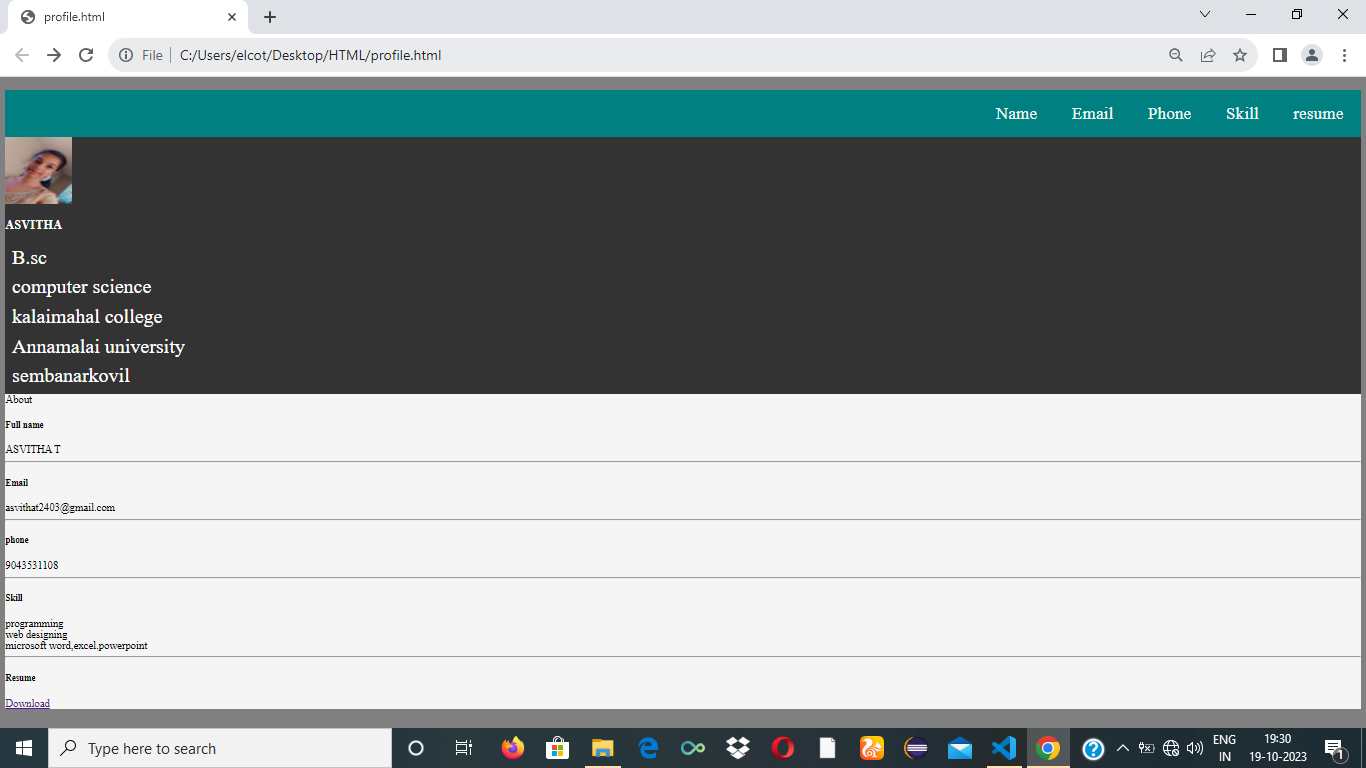 profile.html
File
C:/Users/elcot/Desktop/HTML/profile.html
Name Email Phone Skill resume
ASVITHA
B.sc
computer science
kalaimahal college
Annamalai university
sembanarkovil
About
Full name
ASVITHA T
Email
asvithat2403@gmail.com
phone
9043531108
Skill
programming
web designing
microsoft word,excel.powerpoint
Resume
Download
Type here to search
ENG
IN
19:30
19-10-2023
1